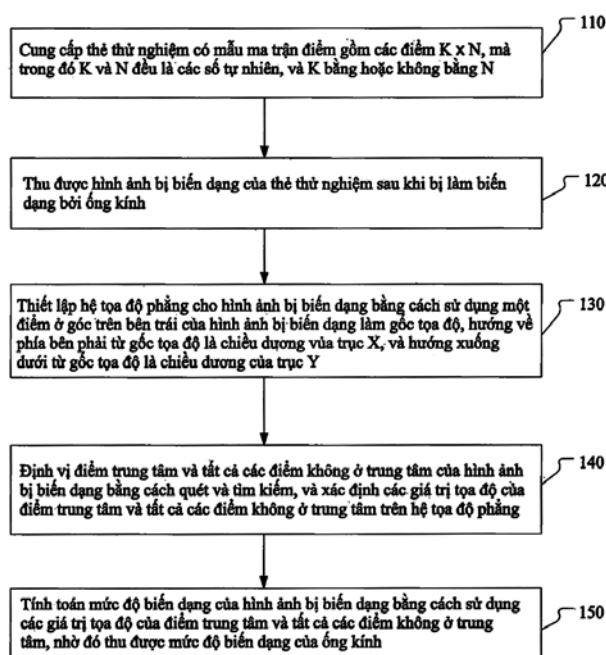 110
Cung cấp thẻ thử nghiệm có mẫu ma trận điểm gồm các điểm K x N, mà
trong đó K và N đều là các số tự nhiên, và K bằng hoặc không bằng N
120
Thu được hình ảnh bị biến dạng của thẻ thử nghiệm sau khi bị làm biến
dạng bởi ống kính
130
Thiết lập hệ tọa độ phẳng cho hình ảnh bị biến dạng bằng cách sử dụng một
điểm ở góc trên bên trái của hình ảnh bị biến dạng làm gốc tọa độ, hướng về
phía bên phải từ gốc tọa độ là chiều dương vủa trục X, và hướng xuống
dưới từ gốc tọa độ là chiều dương của trục Y
140
Định vị điểm trung tâm và tất cả các điểm không ở trung tâm của hình ảnh
bị biến dạng bằng cách quét và tìm kiếm, và xác định các giá trị tọa độ của
điểm trung tâm và tất cả các điểm không ở trung tâm trên hệ tọa độ phẳng
150
Tính toán mức độ biến dạng của hình ảnh bị biến dạng bằng cách sử dụng
các giá trị tọa độ của điểm trung tâm và tất cả các điểm không ở trung
tâm, nhờ đó thu được mức độ biến dạng của ống kính